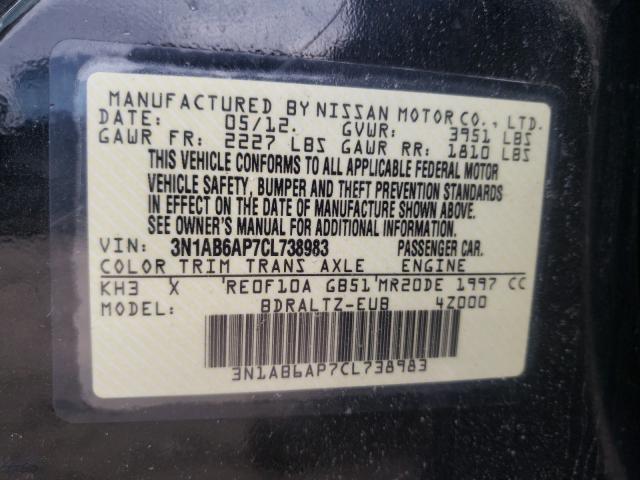 MANUFACTURED BY NISSAN MOTOR CO., LTD.
DATE: 05/12. GVWR: 3951 LBS
GAWR FR: 2227 LBS GAWR RR: 1810 LBS
THIS VEHICLE CONFORMS TO ALL APPLICABLE FEDERAL MOTOR
VEHICLE SAFETY, BUMPER AND THEFT PREVENTION STANDARDS
IN EFFECT ON THE DATE OF MANUFACTURE SHOWN ABOVE.
SEE OWNER'S MANUAL FOR ADDITIONAL INFORMATION.
VIN: 3N1AB6AP7CL738983 PASSENGER CAR.
COLOR TRIM TRANS AXLE ENGINE
KH3 X 'RE0F10A GB51'MR20DE 1997 CC
MODEL: BDRALTZ-EUB 4Z000
3N1AB6AP7CL738983